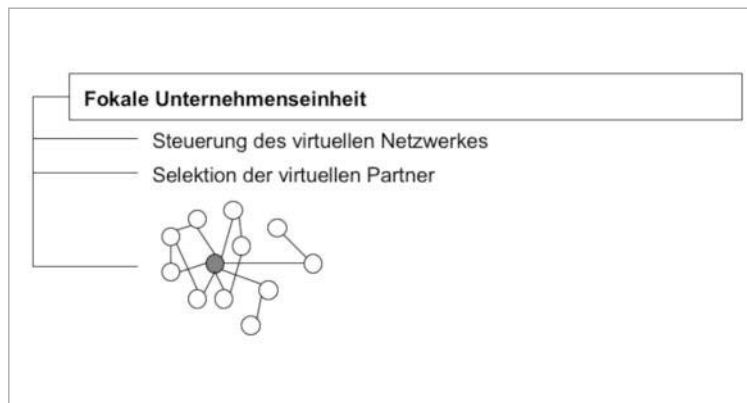 Fokale Unternehmenseinheit
Steuerung des virtuellen Netzwerkes
Selektion der virtuellen Partner